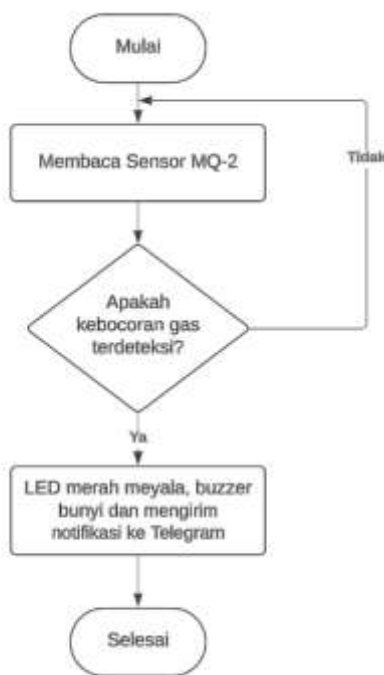 Mulai
Membaca Sensor MQ-2
Tidak
Apakah
kebocoran gas
terdeteksi?
Ya
LED merah meyala, buzzer
bunyi dan mengirim
notifikasi ke Telegram
Selesai